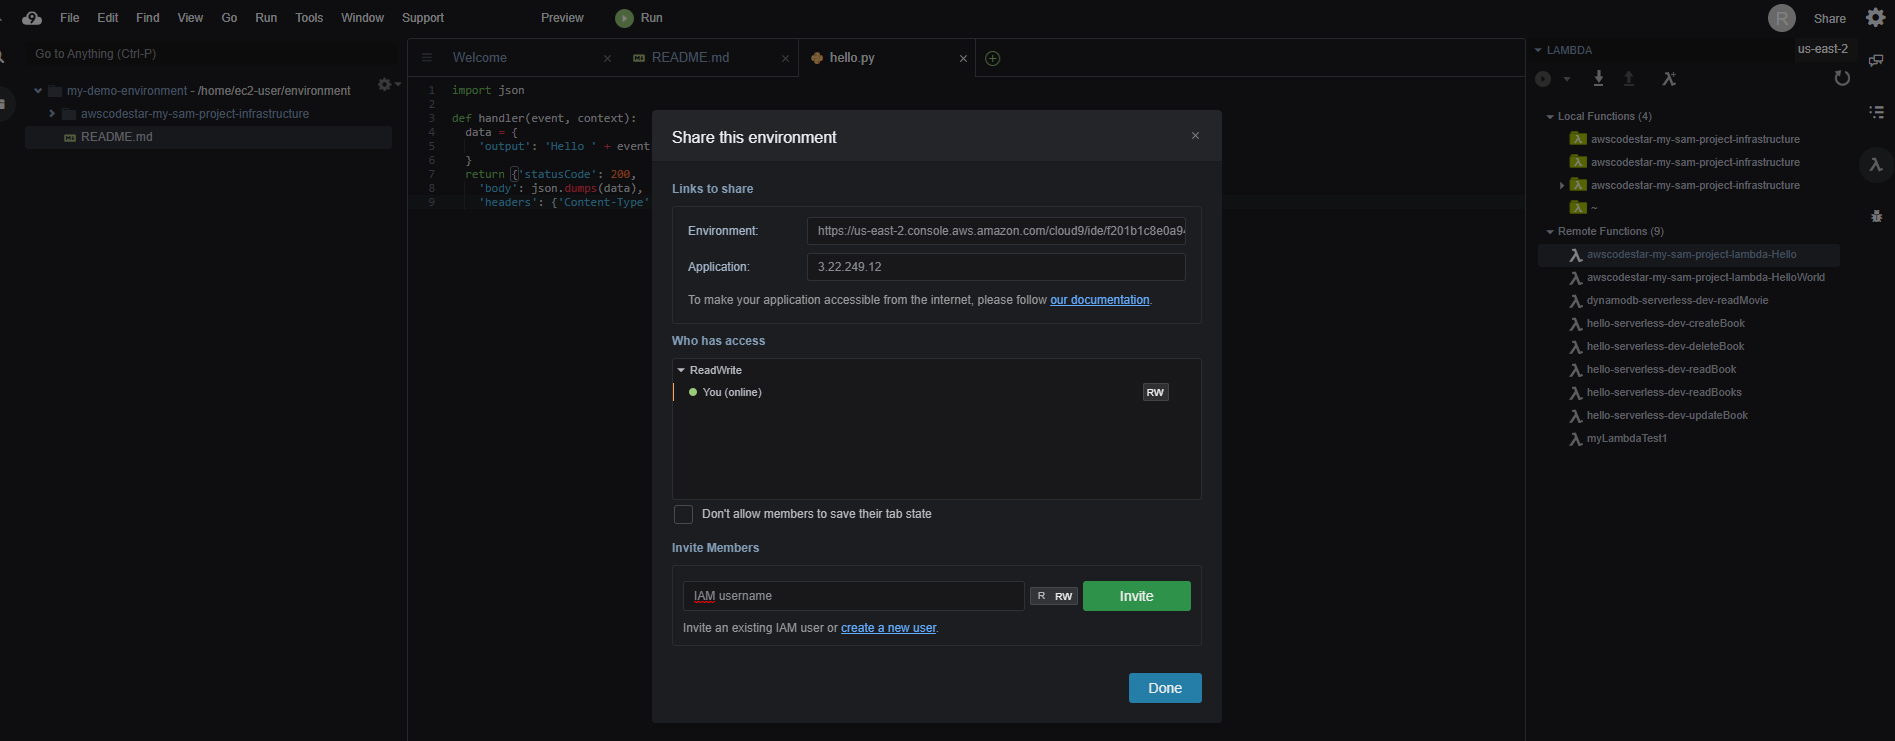 File Edit Find View Go Run Tools Window Support Preview Run R Share
Go to Anything (Ctrl-P)
my-demo-environment - /home/ec2-user/environment
awscodestar-my-sam-project-infrastructure
README.md
Welcome README.md hello.py
1 import json
2
3 def handler(event, context):
4 data = {
5 'output': 'Hello ' + event
6 }
7 return {'statusCode': 200,
8 'body': json.dumps(data),
9 'headers': {'Content-Type'
Share this environment
Links to share
Environment: https://us-east-2.console.aws.amazon.com/cloud9/ide/f201b1c8e0a94
Application: 3.22.249.12
To make your application accessible from the internet, please follow our documentation.
Who has access
ReadWrite
You (online) RW
Don't allow members to save their tab state
Invite Members
IAM username R RW Invite
Invite an existing IAM user or create a new user.
Done
LAMBDA us-east-2
Local Functions (4)
awscodestar-my-sam-project-infrastructure
awscodestar-my-sam-project-infrastructure
awscodestar-my-sam-project-infrastructure
~
Remote Functions (9)
awscodestar-my-sam-project-lambda-Hello
awscodestar-my-sam-project-lambda-HelloWorld
dynamodb-serverless-dev-readMovie
hello-serverless-dev-createBook
hello-serverless-dev-deleteBook
hello-serverless-dev-readBook
hello-serverless-dev-readBooks
hello-serverless-dev-updateBook
myLambdaTest1